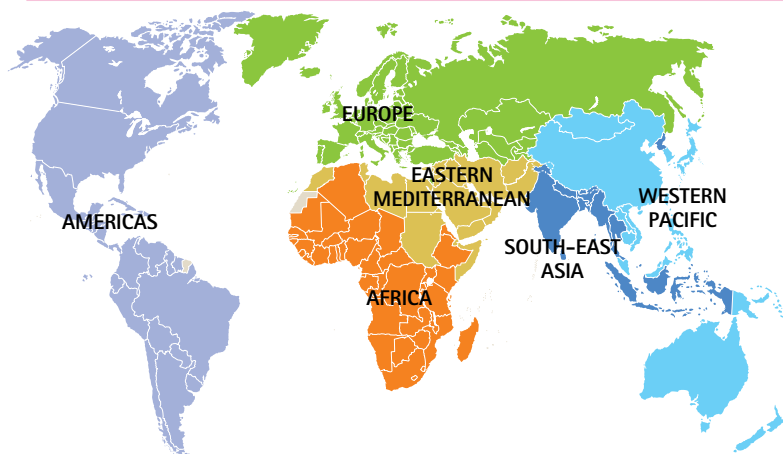 EUROPE
EASTERN
MEDITERRANEAN
AMERICAS
WESTERN
PACIFIC
SOUTH-EAST
ASIA
AFRICA